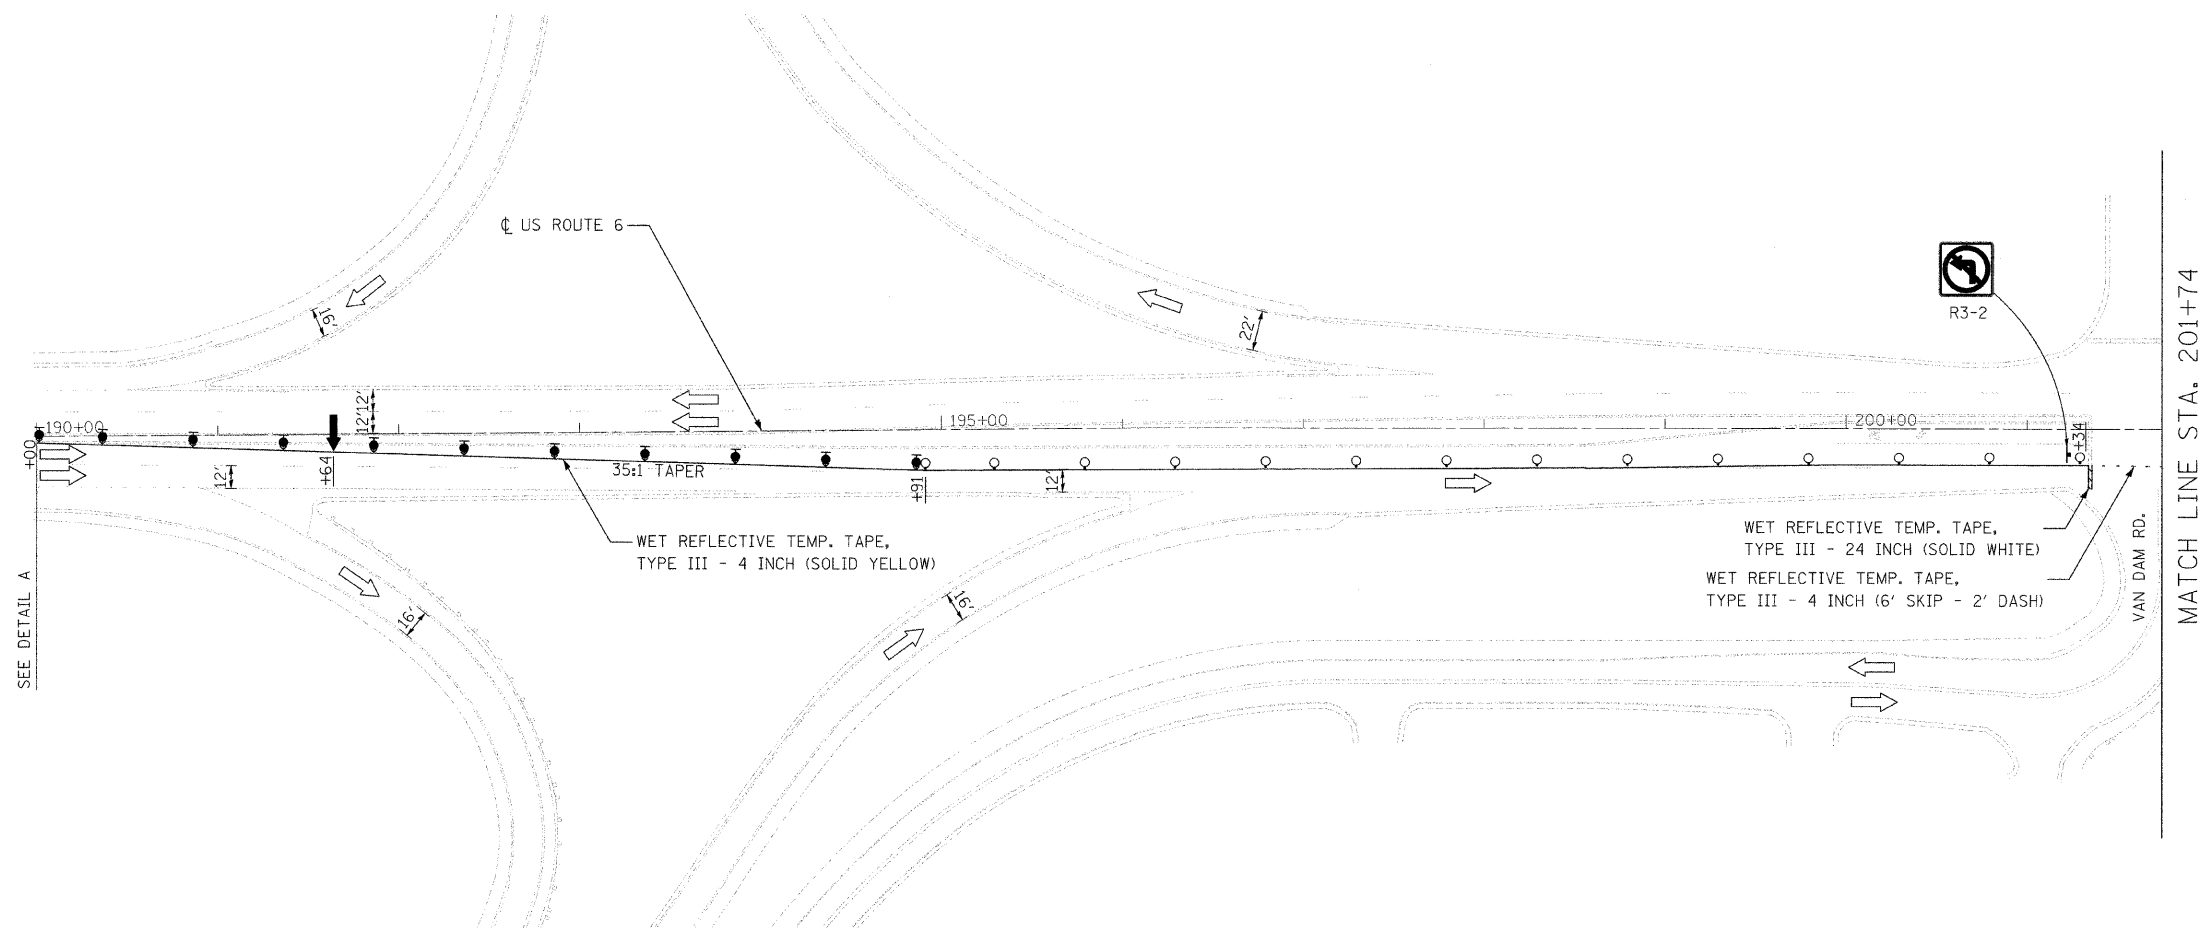 ℄ US ROUTE 6
R3-2
16'
22'
12'
12'
190+00
195+00
200+00
+00
+64
+91
+34
12'
12'
35:1 TAPER
WET REFLECTIVE TEMP. TAPE,
TYPE III - 4 INCH (SOLID YELLOW)
WET REFLECTIVE TEMP. TAPE,
TYPE III - 24 INCH (SOLID WHITE)
WET REFLECTIVE TEMP. TAPE,
TYPE III - 4 INCH (6' SKIP - 2' DASH)
16'
16'
SEE DETAIL A
VAN DAM RD.
MATCH LINE STA. 201+74